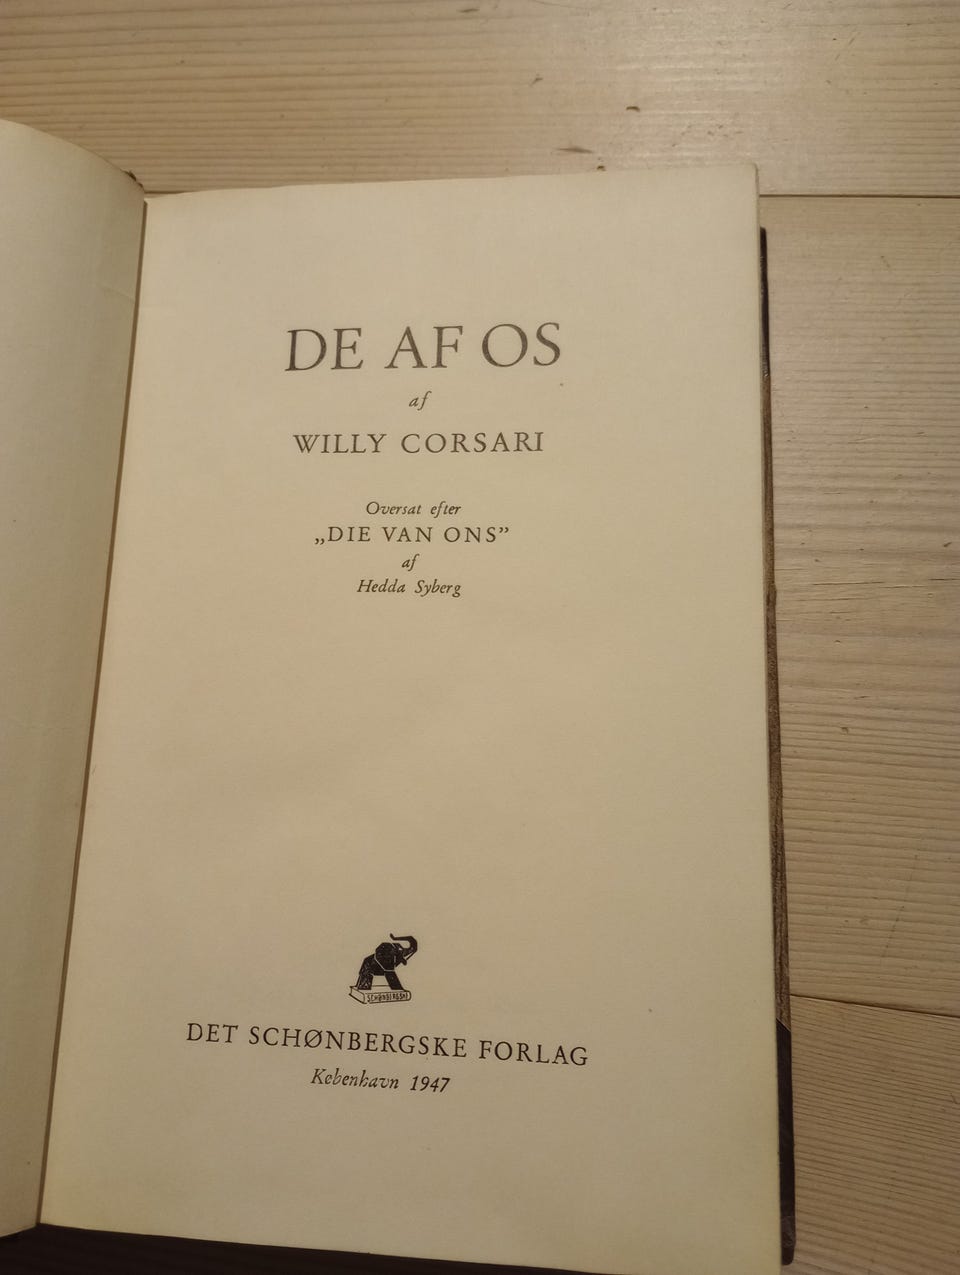 DE AF OS
af
WILLY CORSARI
Oversat efter
„DIE VAN ONS”
af
Hedda Syberg
SCHØNBERGSKE
DET SCHØNBERGSKE FORLAG
København 1947